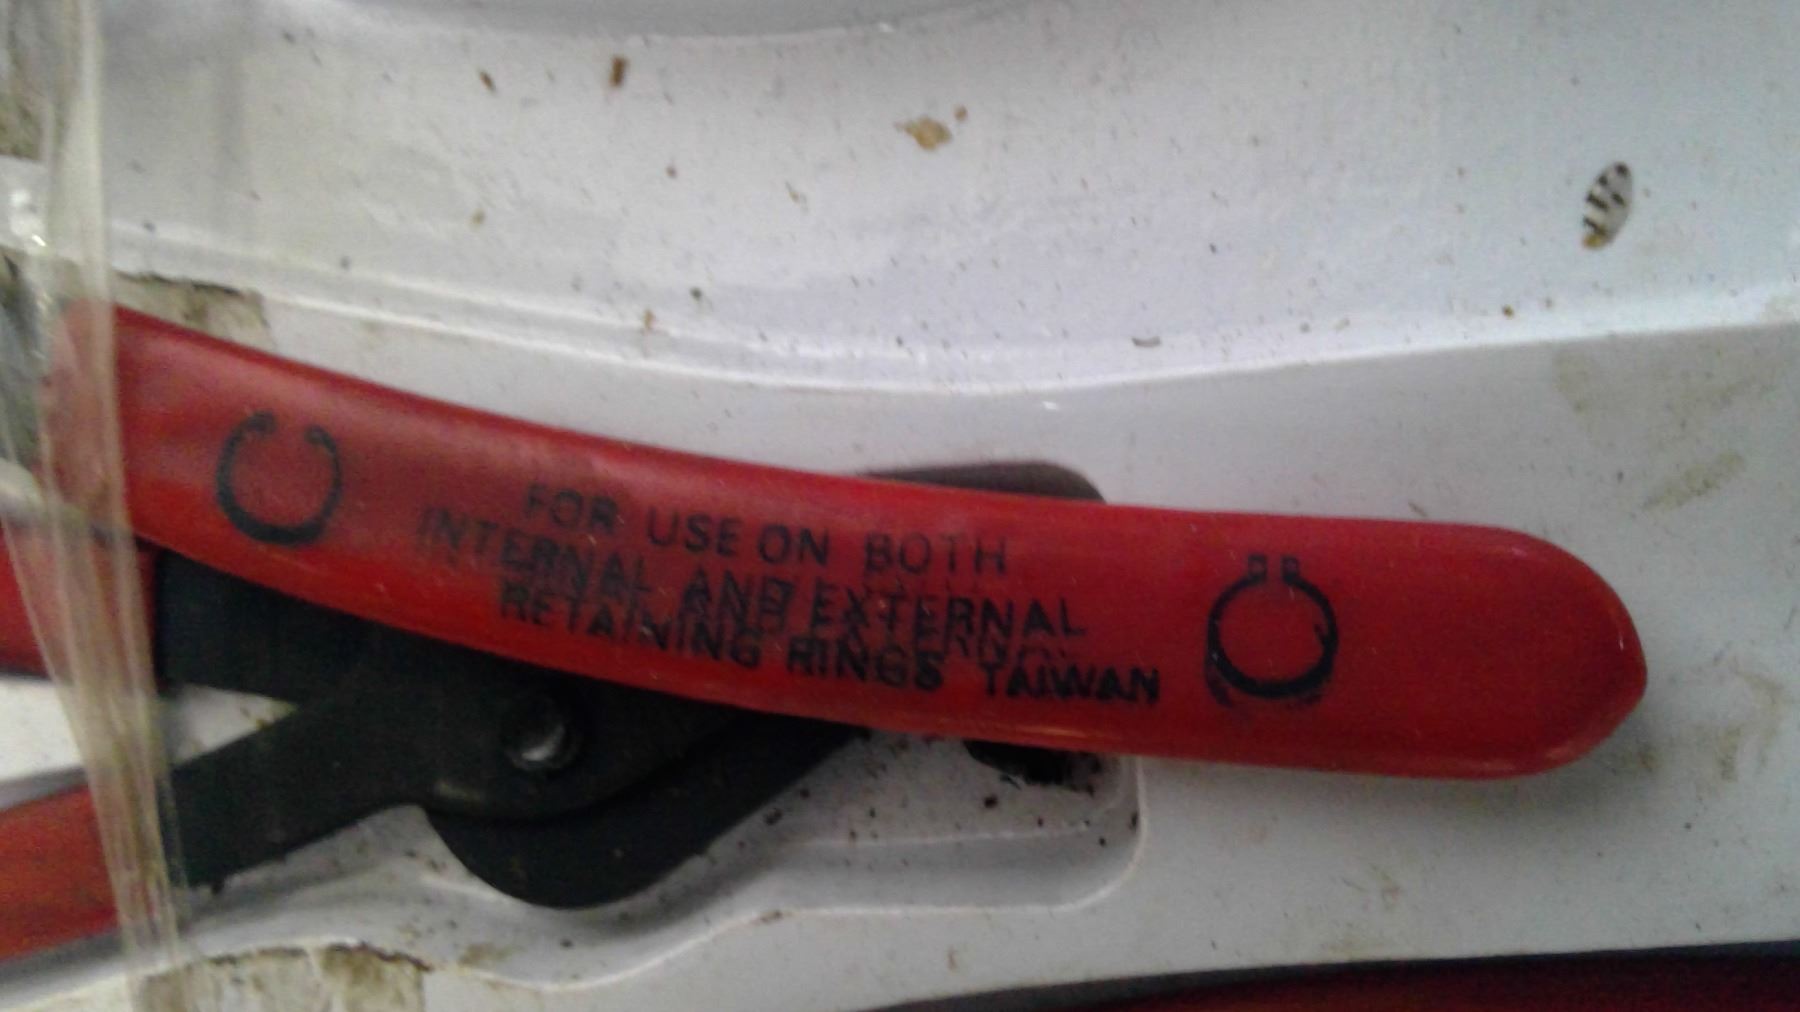 FOR USE ON BOTH
INTERNAL AND EXTERNAL
RETAINING RINGS TAIWAN